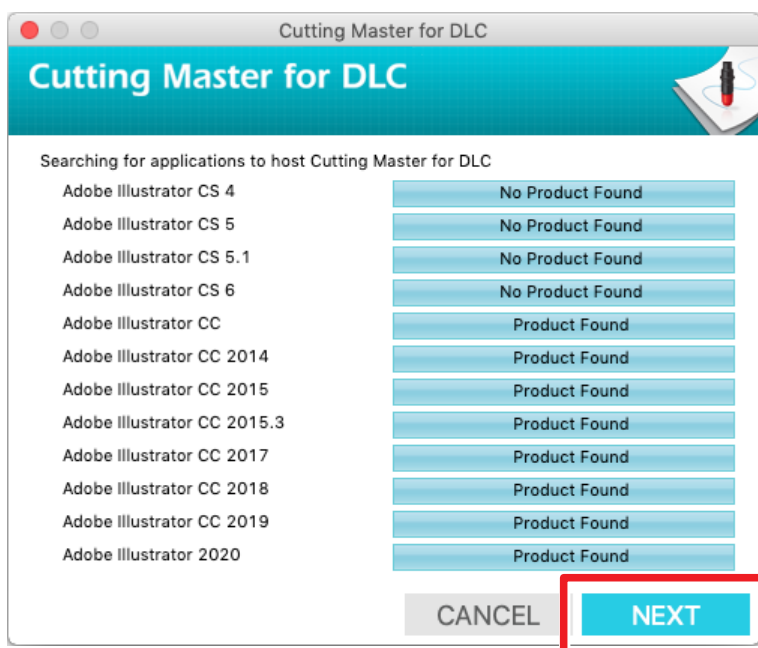 Cutting Master for DLC
Cutting Master for DLC
Searching for applications to host Cutting Master for DLC
Adobe Illustrator CS 4 No Product Found
Adobe Illustrator CS 5 No Product Found
Adobe Illustrator CS 5.1 No Product Found
Adobe Illustrator CS 6 No Product Found
Adobe Illustrator CC Product Found
Adobe Illustrator CC 2014 Product Found
Adobe Illustrator CC 2015 Product Found
Adobe Illustrator CC 2015.3 Product Found
Adobe Illustrator CC 2017 Product Found
Adobe Illustrator CC 2018 Product Found
Adobe Illustrator CC 2019 Product Found
Adobe Illustrator 2020 Product Found
CANCEL NEXT